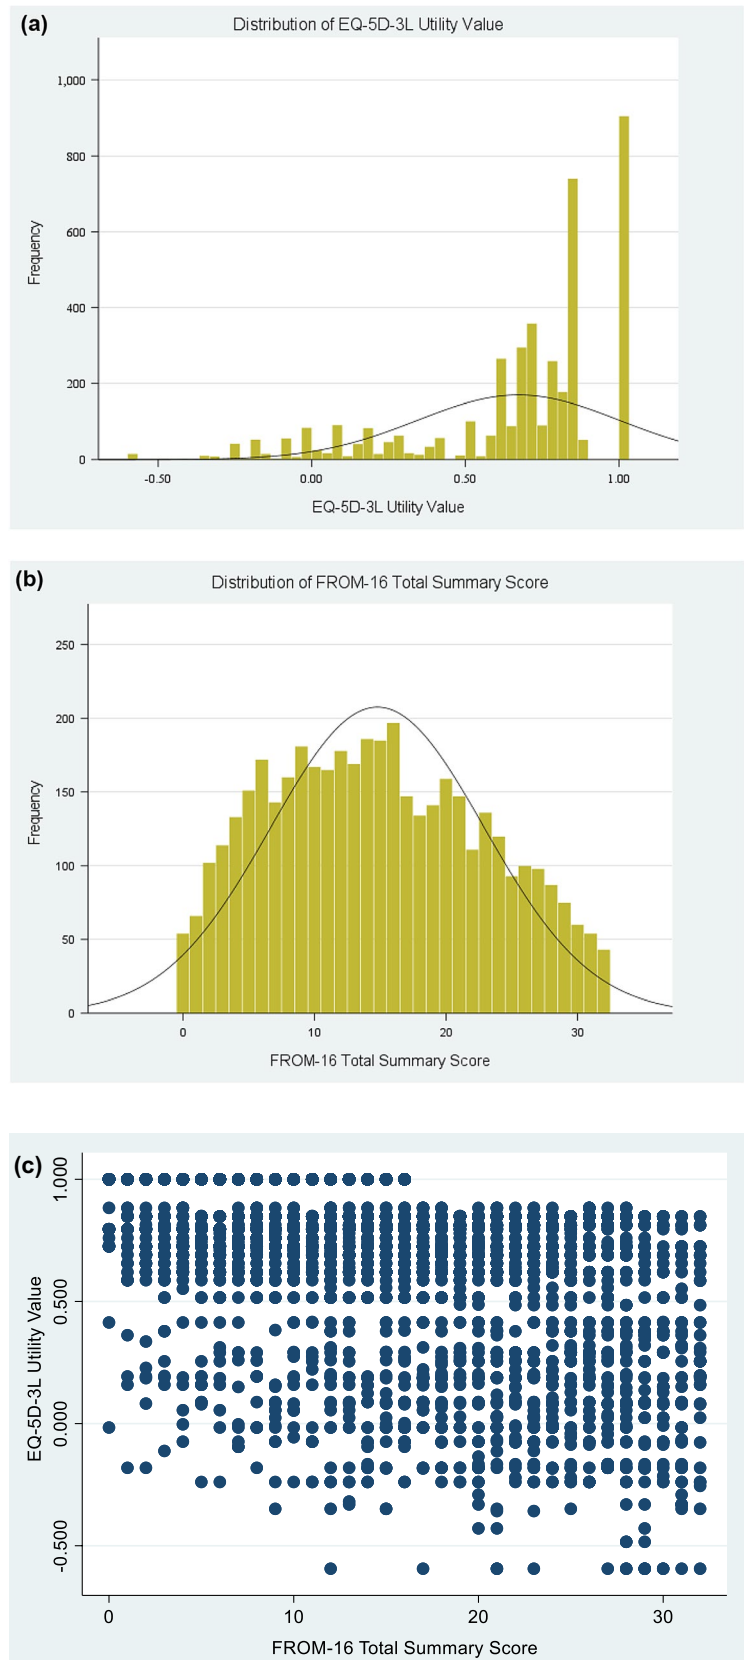 (a)
Distribution of EQ-5D-3L Utility Value
1,000
800
600
400
200
0
Frequency
-0.50 0.00 0.50 1.00
EQ-5D-3L Utility Value
(b)
Distribution of FROM-16 Total Summary Score
250
200
150
100
50
0
Frequency
0 10 20 30
FROM-16 Total Summary Score
(c)
1.000
0.500
0.000
-0.500
EQ-5D-3L Utility Value
0 10 20 30
FROM-16 Total Summary Score